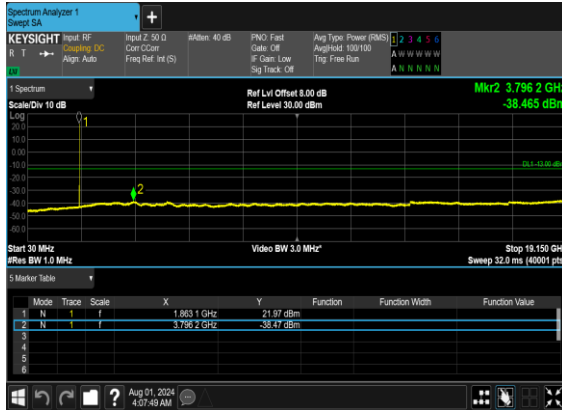 Spectrum Analyzer 1
Swept SA
+
KEYSIGHT Input: RF Input Z: 50 Ω #Atten: 40 dB PNO: Fast Avg Type: Power (RMS) 1 2 3 4 5 6
R T Coupling: DC Corr CCorr Gate: Off Avg|Hold: 100/100 A W W W W W
Align: Auto Freq Ref: Int (S) IF Gain: Low Trig: Free Run
Sig Track: Off A N N N N N
1 Spectrum Ref Lvl Offset 8.00 dB Mkr2 3.796 2 GHz
Scale/Div 10 dB Ref Level 30.00 dBm -38.465 dBm
Log
1
20.0
10.0
0.00
-10.0
DL1 -13.00 dBm
-20.0
-30.0
2
-40.0
-50.0
-60.0
Start 30 MHz Video BW 3.0 MHz* Stop 19.150 GHz
#Res BW 1.0 MHz Sweep 32.0 ms (40001 pts)
5 Marker Table
Mode Trace Scale X Y Function Function Width Function Value
1 N 1 f 1.863 1 GHz 21.97 dBm
2 N 1 f 3.796 2 GHz -38.47 dBm
3
4
5
6
? Aug 01, 2024
4:07:49 AM